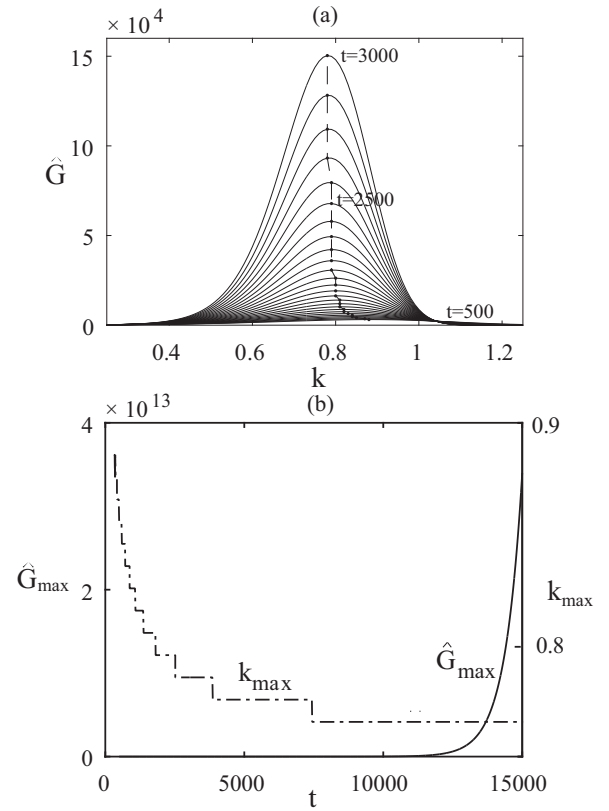 (a)
× 10⁴
15
10
5
0
Ĝ
t=3000
t=2500
t=500
0.4 0.6 0.8 1 1.2
k
(b)
× 10¹³
4
2
0
Ĝmax
0.9
0.8
kmax
kmax
Ĝmax
0 5000 10000 15000
t